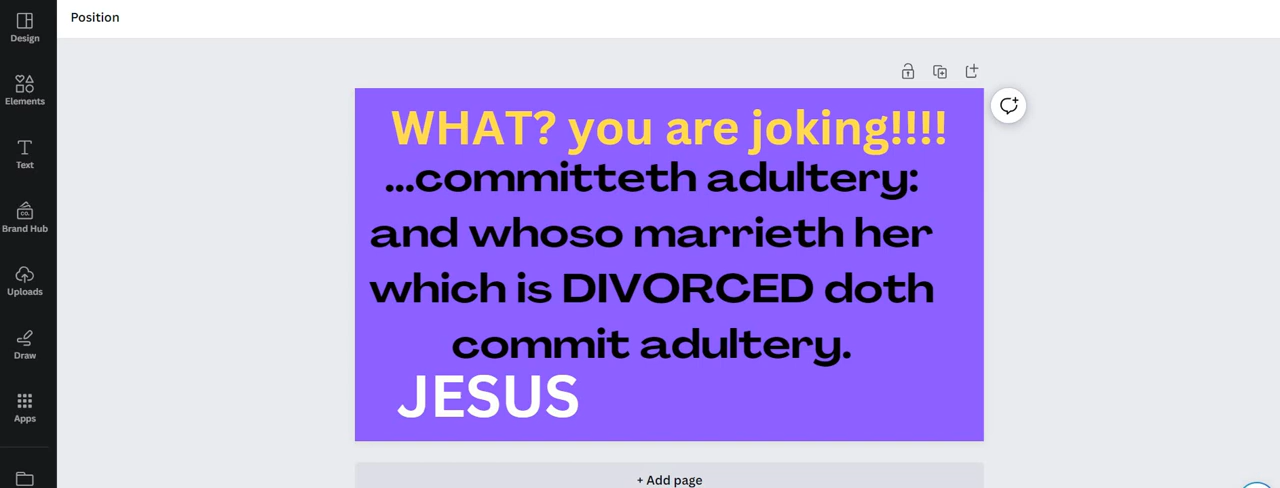 Position
Design
Elements
Text
CO.
Brand Hub
Uploads
Draw
Apps
WHAT? you are joking!!!!
...committeth adultery:
and whoso marrieth her
which is DIVORCED doth
commit adultery.
JESUS
+ Add page